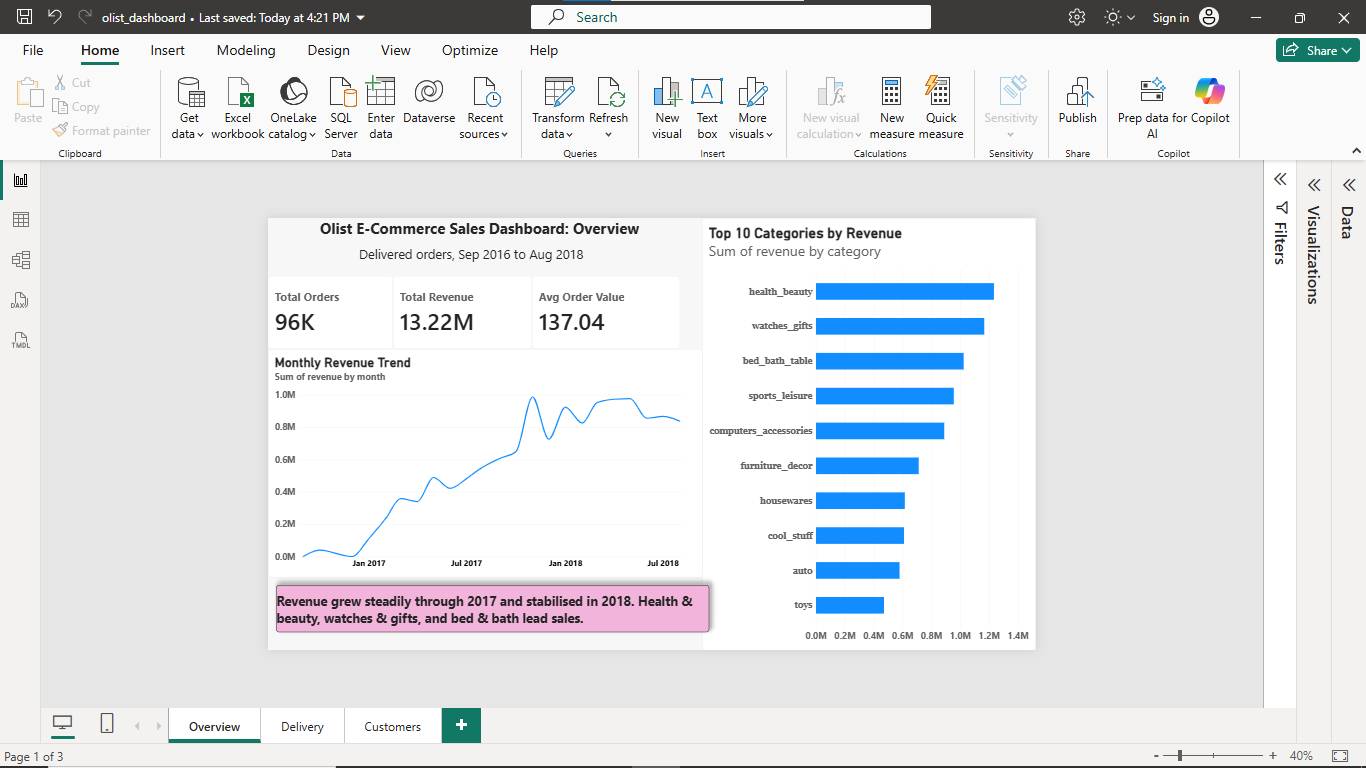 olist_dashboard • Last saved: Today at 4:21 PM
Search
Sign in
File Home Insert Modeling Design View Optimize Help
Share
Paste
Cut
Copy
Format painter
Clipboard
Get data
Excel workbook
OneLake catalog
SQL Server
Enter data
Dataverse
Recent sources
Data
Transform data
Refresh
Queries
New visual
Text box
More visuals
Insert
New visual calculation
New measure
Quick measure
Calculations
Sensitivity
Sensitivity
Publish
Share
Prep data for AI
Copilot
Copilot
DAX
TMDL
Olist E-Commerce Sales Dashboard: Overview
Delivered orders, Sep 2016 to Aug 2018
Total Orders
96K
Total Revenue
13.22M
Avg Order Value
137.04
Monthly Revenue Trend
Sum of revenue by month
1.0M
0.8M
0.6M
0.4M
0.2M
0.0M
Jan 2017 Jul 2017 Jan 2018 Jul 2018
Revenue grew steadily through 2017 and stabilised in 2018. Health &
beauty, watches & gifts, and bed & bath lead sales.
Top 10 Categories by Revenue
Sum of revenue by category
health_beauty
watches_gifts
bed_bath_table
sports_leisure
computers_accessories
furniture_decor
housewares
cool_stuff
auto
toys
0.0M 0.2M 0.4M 0.6M 0.8M 1.0M 1.2M 1.4M
Filters
Visualizations
Data
Overview Delivery Customers +
Page 1 of 3
- + 40%